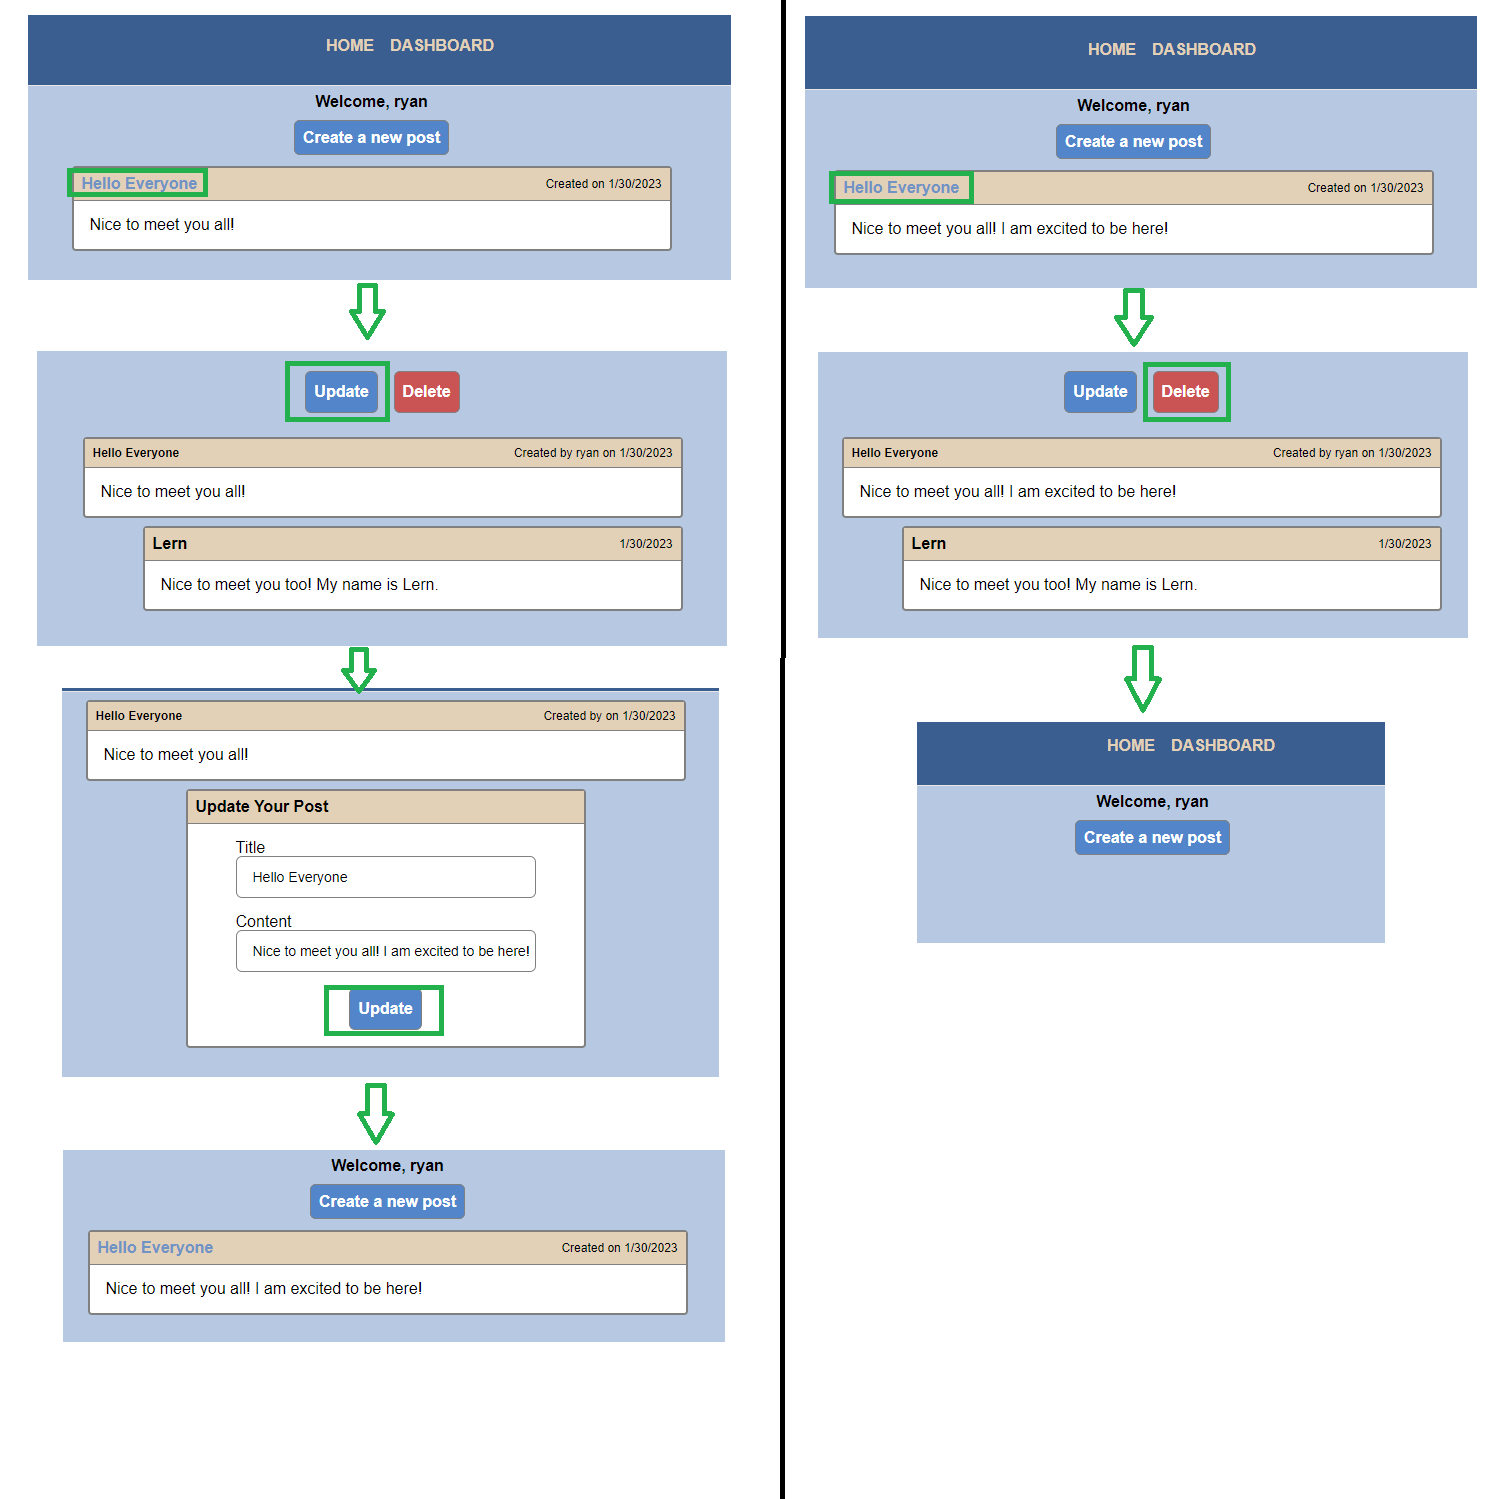 HOME DASHBOARD
Welcome, ryan
Create a new post
Hello Everyone Created on 1/30/2023
Nice to meet you all!
Update Delete
Hello Everyone Created by ryan on 1/30/2023
Nice to meet you all!
Lern 1/30/2023
Nice to meet you too! My name is Lern.
Hello Everyone Created by on 1/30/2023
Nice to meet you all!
Update Your Post
Title
Hello Everyone
Content
Nice to meet you all! I am excited to be here!
Update
Welcome, ryan
Create a new post
Hello Everyone Created on 1/30/2023
Nice to meet you all! I am excited to be here!
HOME DASHBOARD
Welcome, ryan
Create a new post
Hello Everyone Created on 1/30/2023
Nice to meet you all! I am excited to be here!
Update Delete
Hello Everyone Created by ryan on 1/30/2023
Nice to meet you all! I am excited to be here!
Lern 1/30/2023
Nice to meet you too! My name is Lern.
HOME DASHBOARD
Welcome, ryan
Create a new post